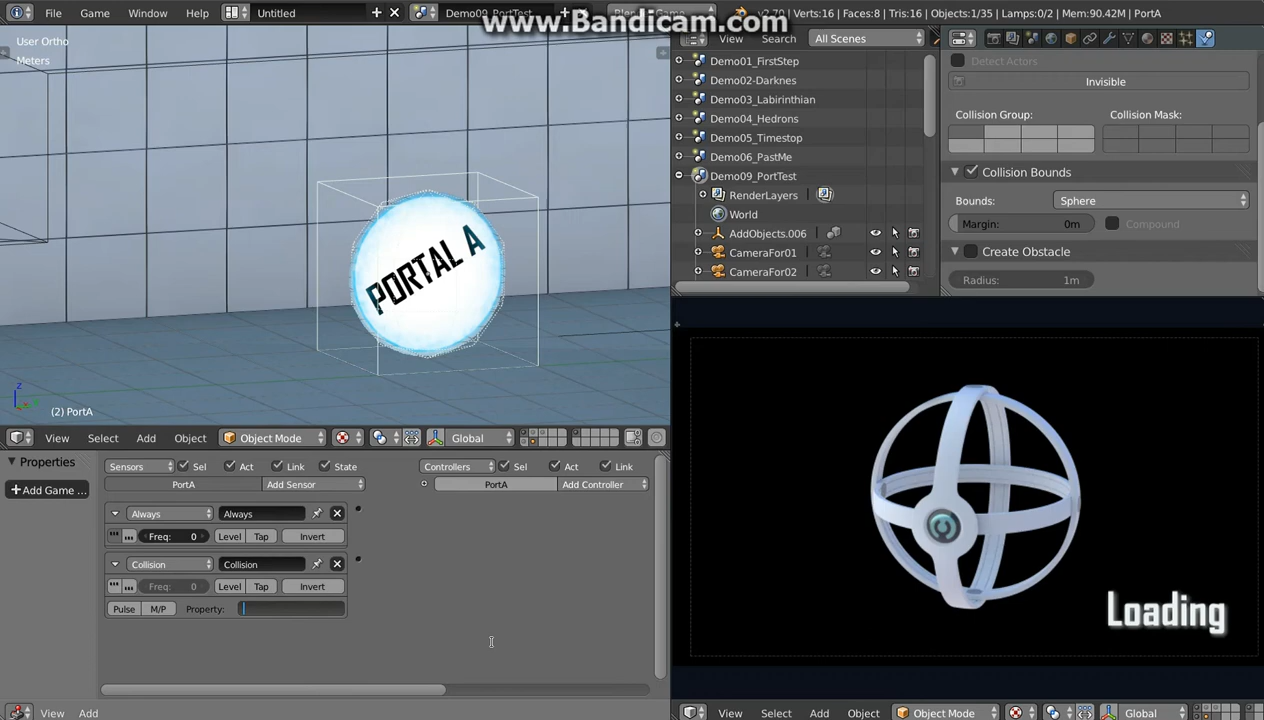 File Game Window Help
Untitled
Demo09_PortTest
www.Bandicam.com
v2.70 | Verts:16 | Faces:8 | Tris:16 | Objects:1/35 | Lamps:0/2 | Mem:90.42M | PortA
User Ortho
Meters
PORTAL A
(2) PortA
View Select Add Object
Object Mode
Global
View Search All Scenes
Demo01_FirstStep
Demo02-Darknes
Demo03_Labirinthian
Demo04_Hedrons
Demo05_Timestop
Demo06_PastMe
Demo09_PortTest
RenderLayers
World
AddObjects.006
CameraFor01
CameraFor02
Detect Actors
Invisible
Collision Group: Collision Mask:
Collision Bounds
Bounds: Sphere
Margin: 0m Compound
Create Obstacle
Radius: 1m
Properties
Add Game ...
Sensors Sel Act Link State
PortA Add Sensor
Always Always
Freq: 0 Level Tap Invert
Collision Collision
Freq: 0 Level Tap Invert
Pulse M/P Property:
Controllers Sel Act Link
PortA Add Controller
View Add
Loading
View Select Add Object
Object Mode
Global